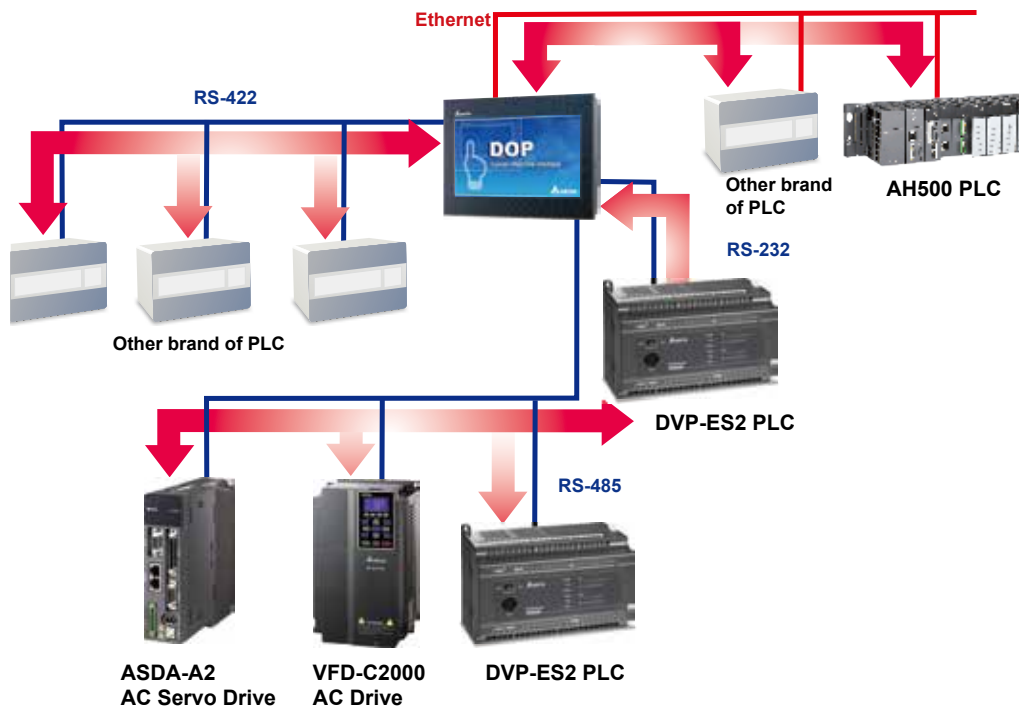 Ethernet
RS-422
DOP
Other brand
of PLC
AH500 PLC
RS-232
Other brand of PLC
DVP-ES2 PLC
RS-485
ASDA-A2
AC Servo Drive
VFD-C2000
AC Drive
DVP-ES2 PLC